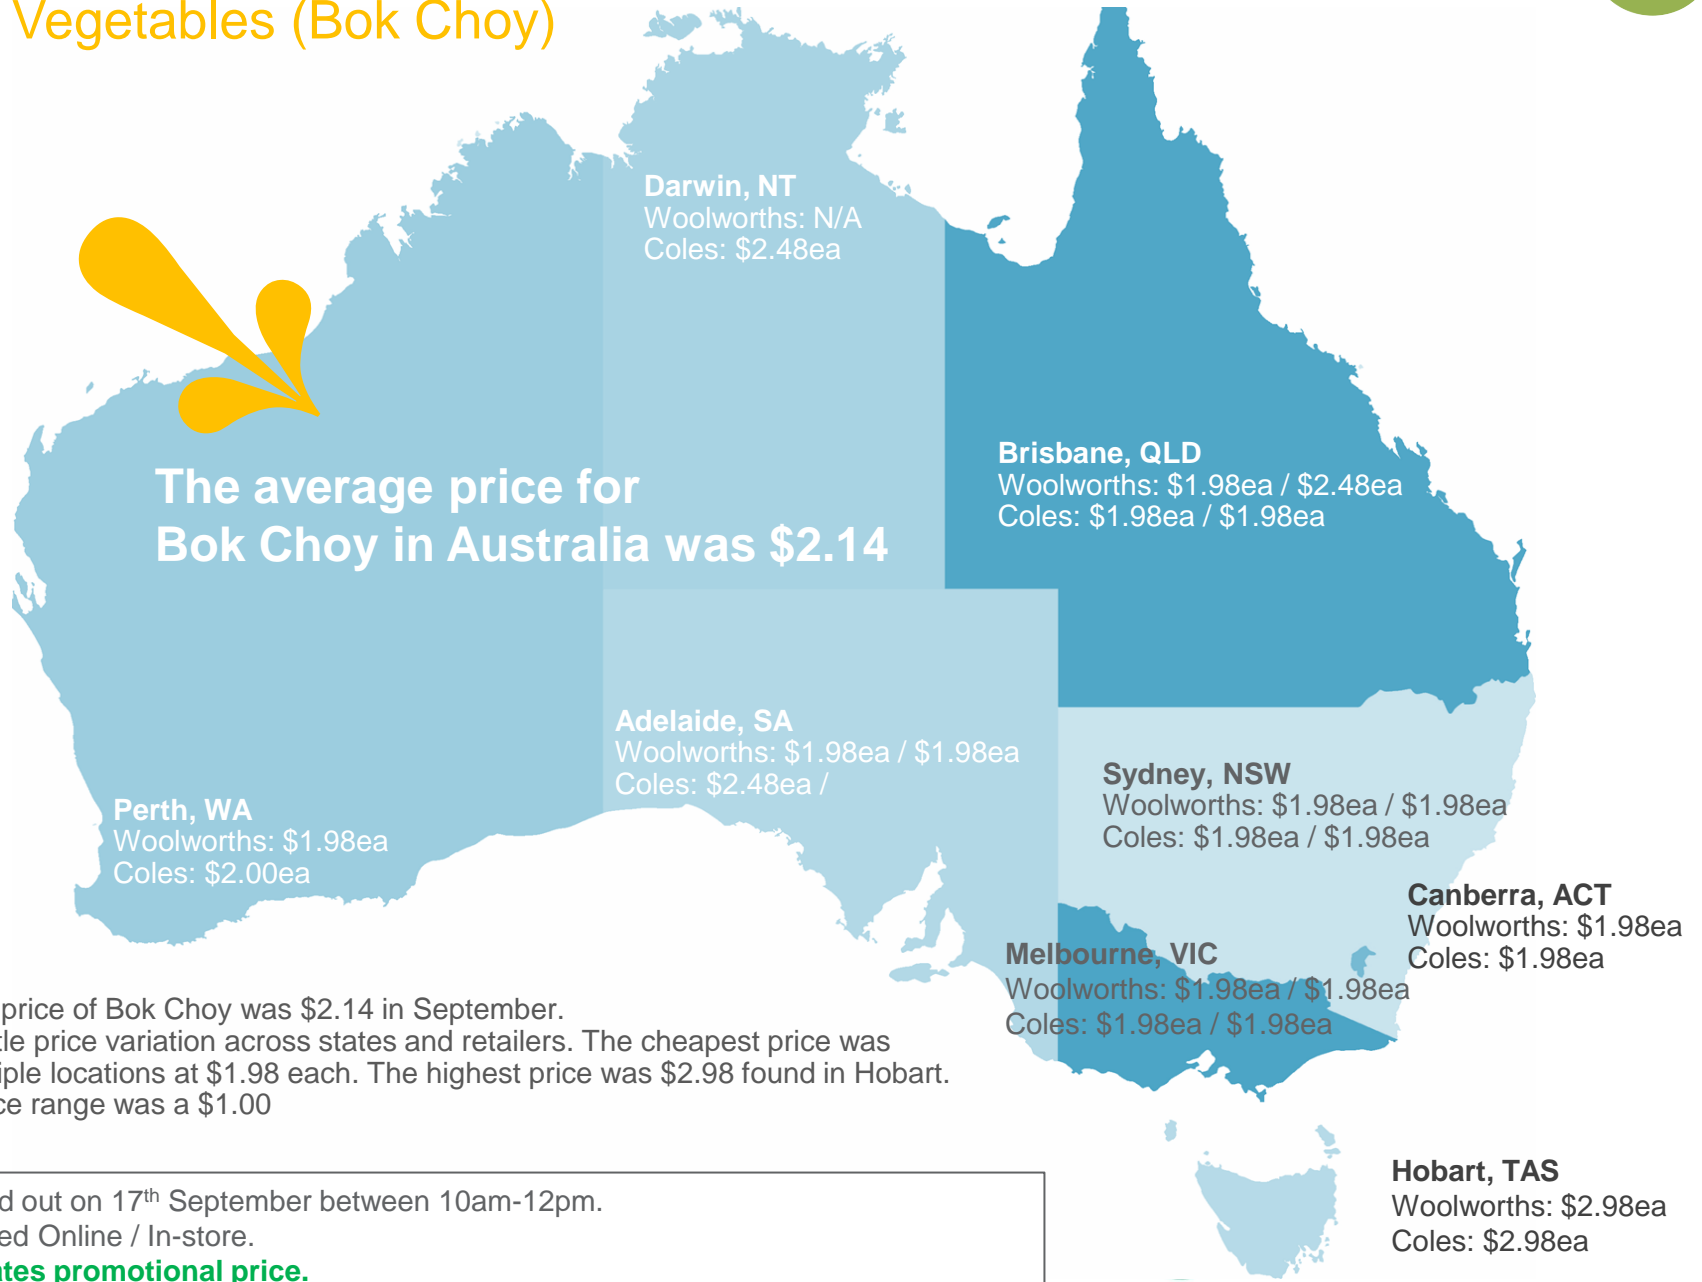 Vegetables (Bok Choy)
Darwin, NT
Woolworths: N/A
Coles: $2.48ea
Brisbane, QLD
Woolworths: $1.98ea / $2.48ea
Coles: $1.98ea / $1.98ea
The average price for
Bok Choy in Australia was $2.14
Adelaide, SA
Woolworths: $1.98ea / $1.98ea
Coles: $2.48ea /
Sydney, NSW
Woolworths: $1.98ea / $1.98ea
Coles: $1.98ea / $1.98ea
Perth, WA
Woolworths: $1.98ea
Coles: $2.00ea
Canberra, ACT
Woolworths: $1.98ea
Coles: $1.98ea
Melbourne, VIC
Woolworths: $1.98ea / $1.98ea
Coles: $1.98ea / $1.98ea
price of Bok Choy was $2.14 in September.
price variation across states and retailers. The cheapest price was
locations at $1.98 each. The highest price was $2.98 found in Hobart.
range was a $1.00
Hobart, TAS
Woolworths: $2.98ea
Coles: $2.98ea
out on 17th September between 10am-12pm.
Online / In-store.
promotional price.